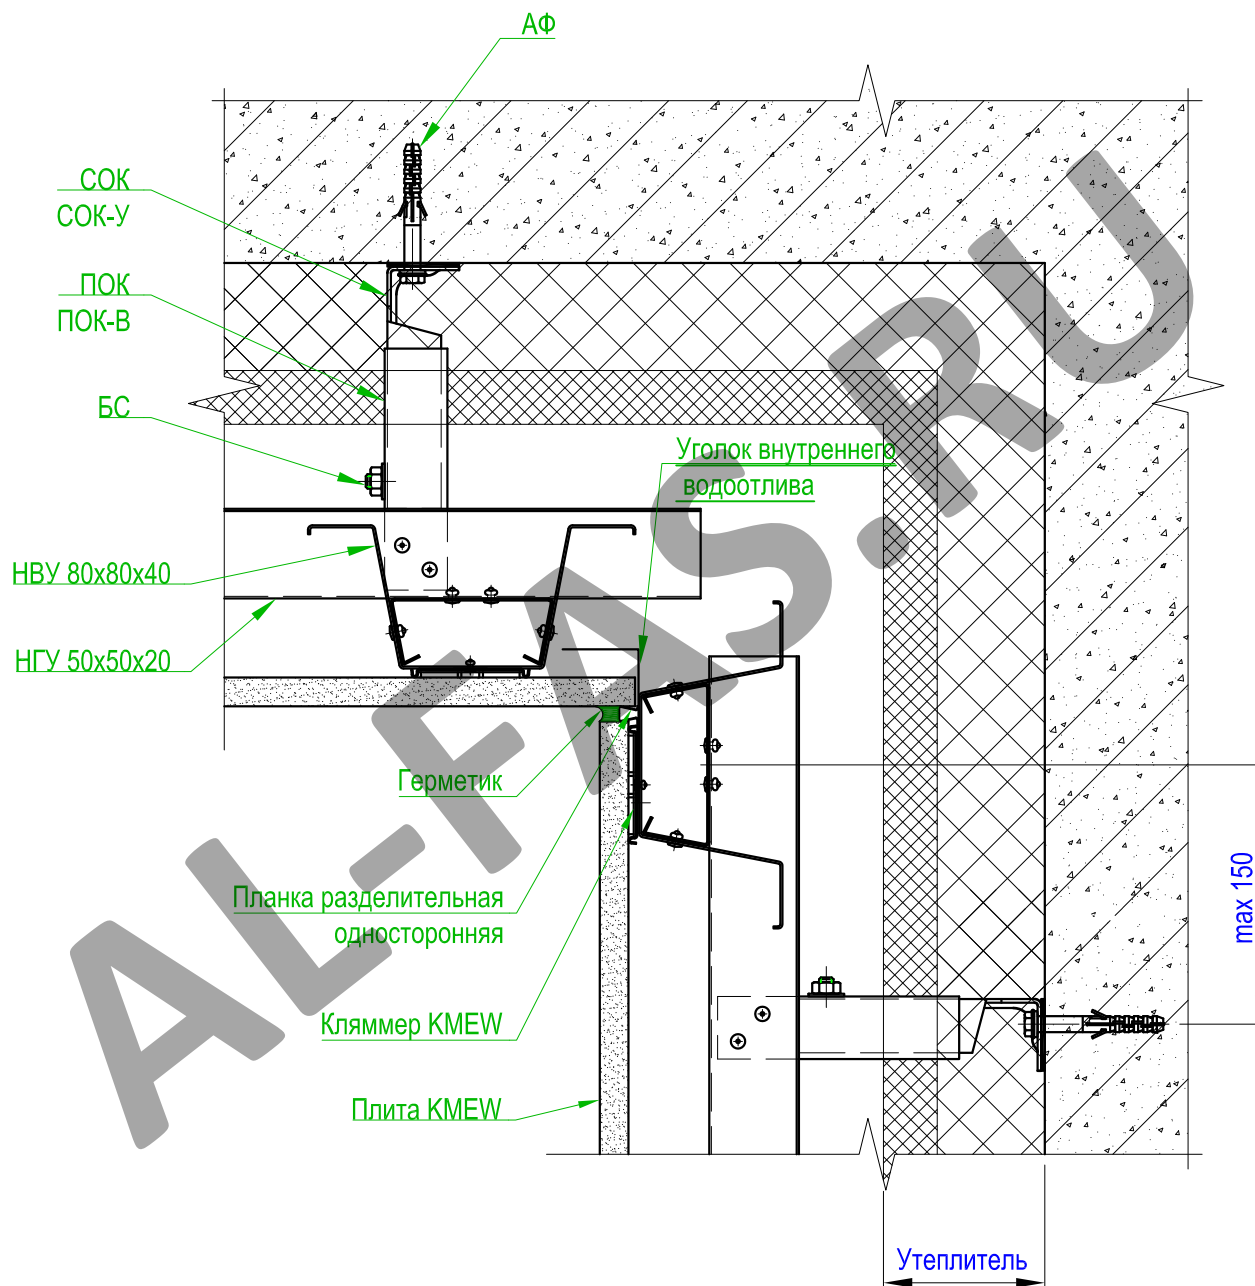 АФ
СОК
СОК-У
ПОК
ПОК-В
БС
Уголок внутреннего
водоотлива
НВУ 80х80х40
НГУ 50х50х20
Герметик
Планка разделительная
односторонняя
Кляммер KMEW
Плита KMEW
max 150
Утеплитель
AL-FAS.RU